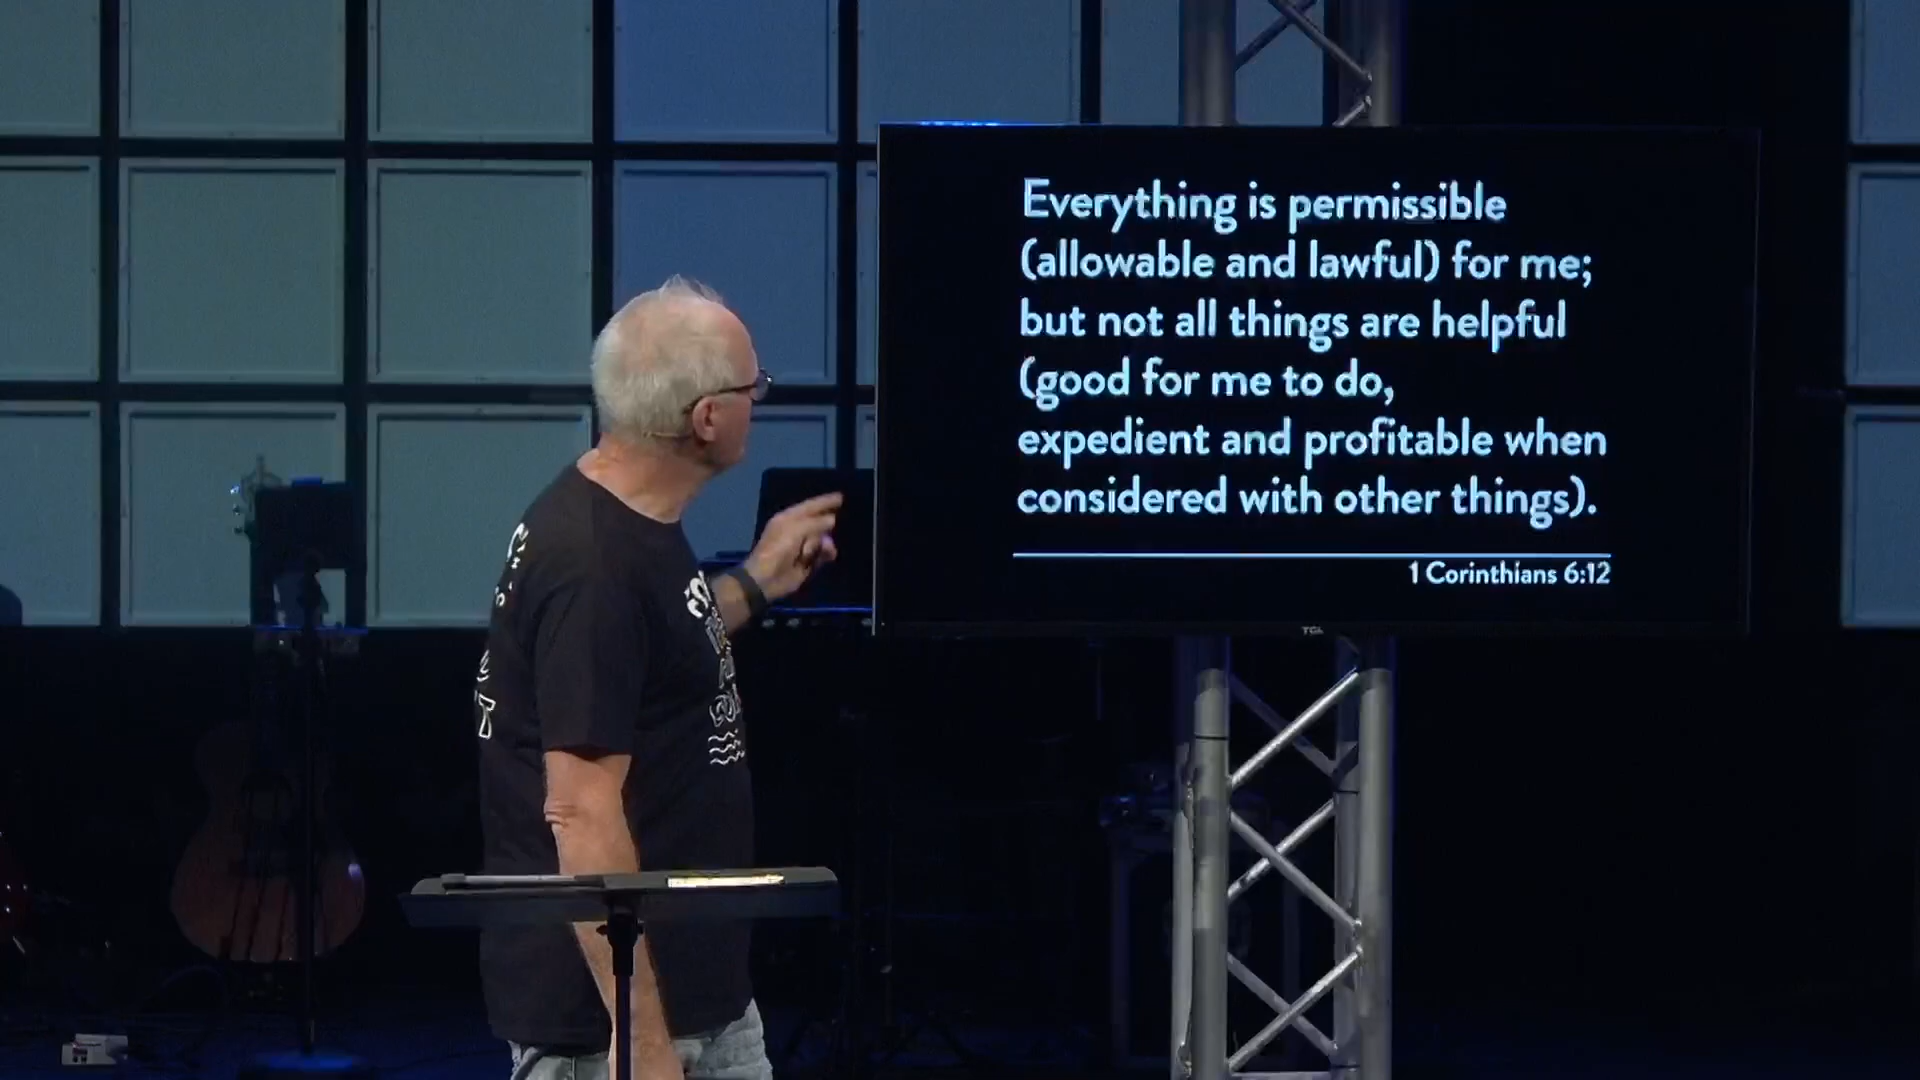 Everything is permissible
(allowable and lawful) for me;
but not all things are helpful
(good for me to do,
expedient and profitable when
considered with other things).
1 Corinthians 6:12
TCL